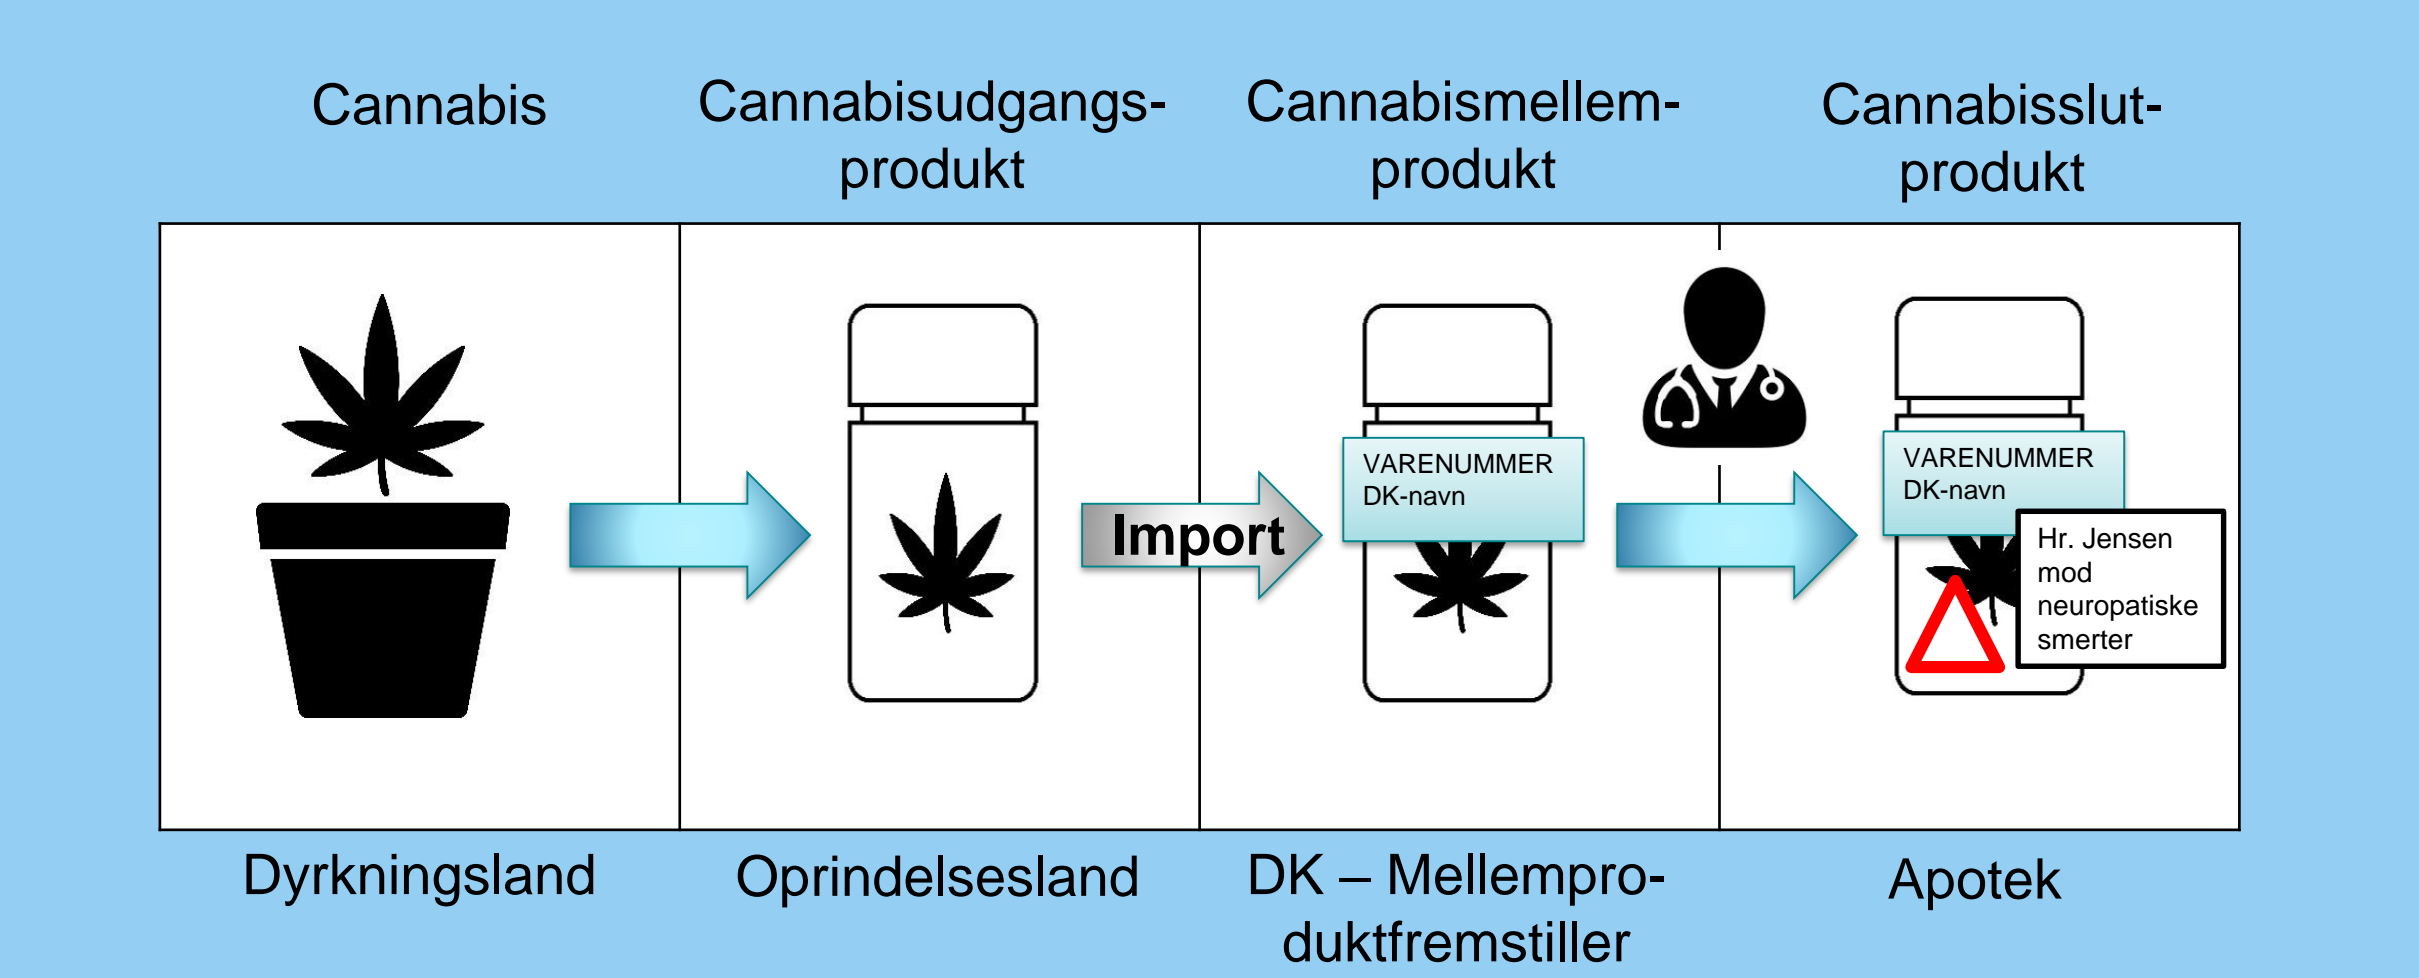 Cannabis
Cannabisudgangs-
produkt
Cannabismellem-
produkt
Cannabisslut-
produkt
Import
VARENUMMER
DK-navn
VARENUMMER
DK-navn
Hr. Jensen
mod
neuropatiske
smerter
Dyrkningsland
Oprindelsesland
DK – Mellempro-
duktfremstiller
Apotek